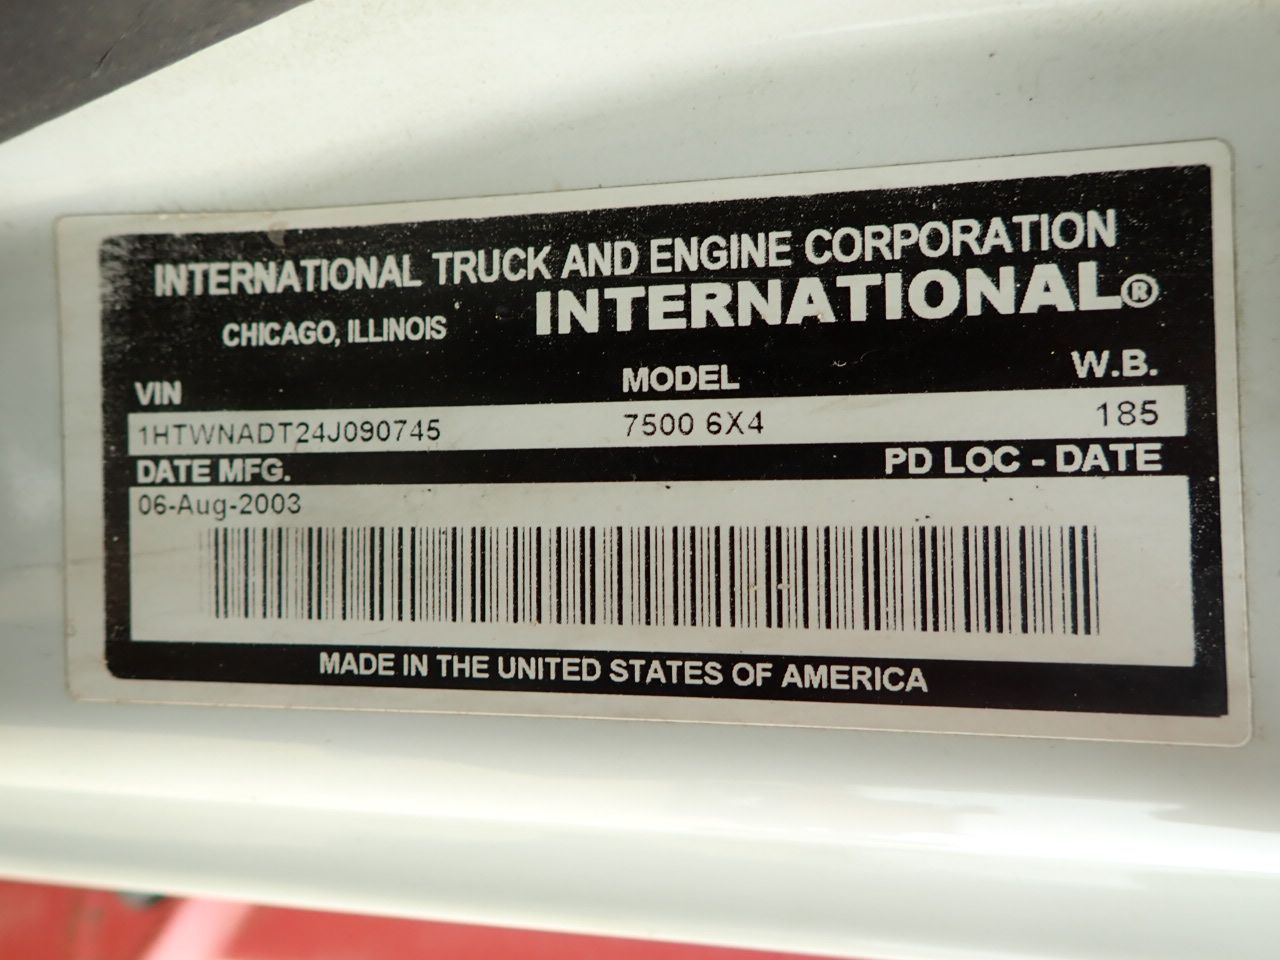 INTERNATIONAL TRUCK AND ENGINE CORPORATION
CHICAGO, ILLINOIS INTERNATIONAL®
VIN MODEL W.B.
1HTWNADT24J090745 7500 6X4 185
DATE MFG. PD LOC - DATE
06-Aug-2003
MADE IN THE UNITED STATES OF AMERICA